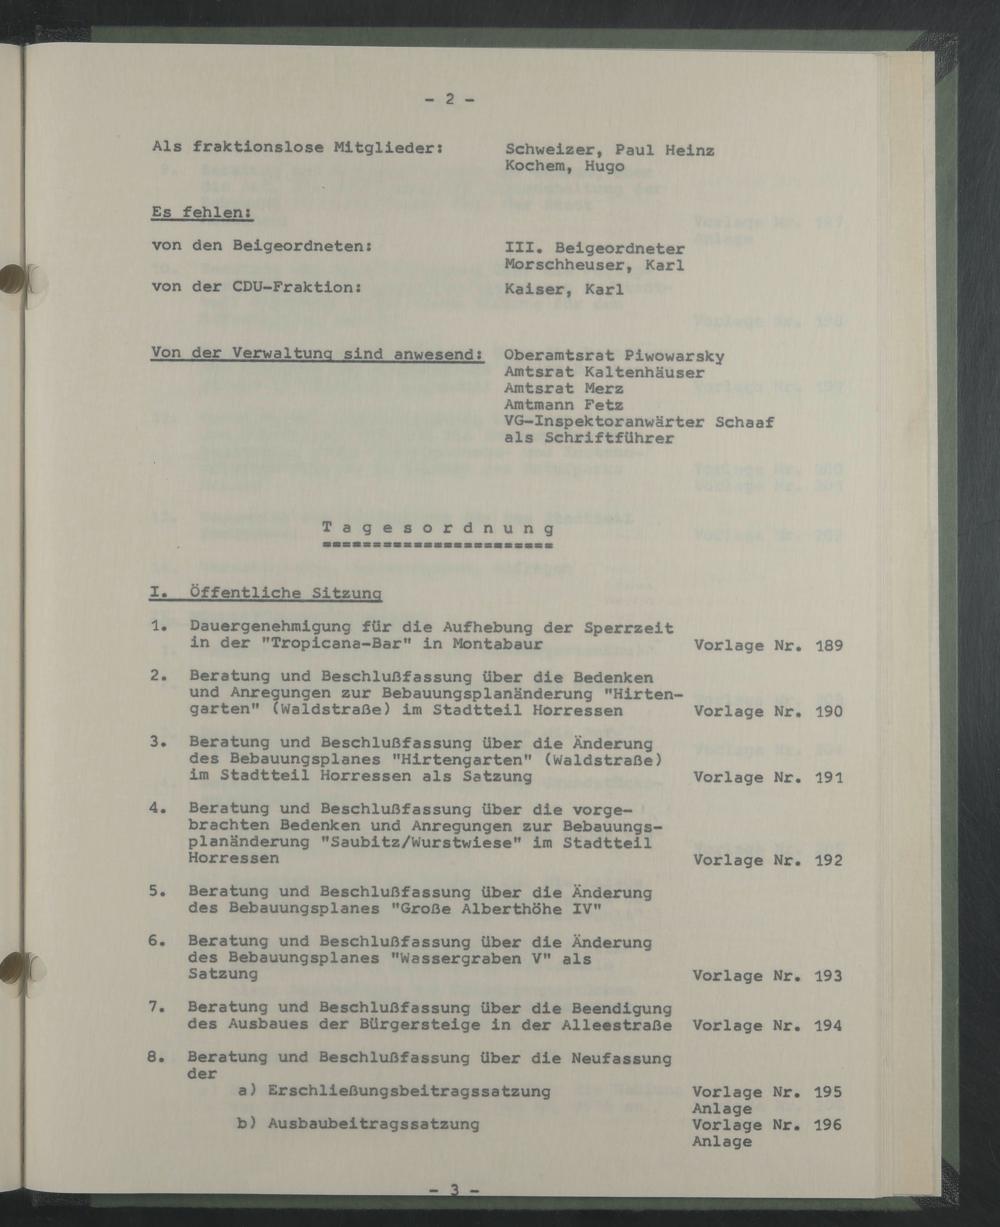 - 2 -
Als fraktionslose Mitglieder: Schweizer, Paul Heinz
Kochem, Hugo
Es fehlen:
von den Beigeordneten: III. Beigeordneter
Morschheuser, Karl
von der CDU-Fraktion: Kaiser, Karl
Von der Verwaltung sind anwesend: Oberamtsrat Piwowarsky
Amtsrat Kaltenhäuser
Amtsrat Merz
Amtmann Fetz
VG-Inspektoranwärter Schaaf
als Schriftführer
T a g e s o r d n u n g
=======================
I. Öffentliche Sitzung
1. Dauergenehmigung für die Aufhebung der Sperrzeit
in der "Tropicana-Bar" in Montabaur Vorlage Nr. 189
2. Beratung und Beschlußfassung über die Bedenken
und Anregungen zur Bebauungsplanänderung "Hirten-
garten" (Waldstraße) im Stadtteil Horressen Vorlage Nr. 190
3. Beratung und Beschlußfassung über die Änderung
des Bebauungsplanes "Hirtengarten" (Waldstraße)
im Stadtteil Horressen als Satzung Vorlage Nr. 191
4. Beratung und Beschlußfassung über die vorge-
brachten Bedenken und Anregungen zur Bebauungs-
planänderung "Saubitz/Wurstwiese" im Stadtteil
Horressen Vorlage Nr. 192
5. Beratung und Beschlußfassung über die Änderung
des Bebauungsplanes "Große Alberthöhe IV"
6. Beratung und Beschlußfassung über die Änderung
des Bebauungsplanes "Wassergraben V" als
Satzung Vorlage Nr. 193
7. Beratung und Beschlußfassung über die Beendigung
des Ausbaues der Bürgersteige in der Alleestraße Vorlage Nr. 194
8. Beratung und Beschlußfassung über die Neufassung
der
a) Erschließungsbeitragssatzung Vorlage Nr. 195
Anlage
b) Ausbaubeitragssatzung Vorlage Nr. 196
Anlage
- 3 -